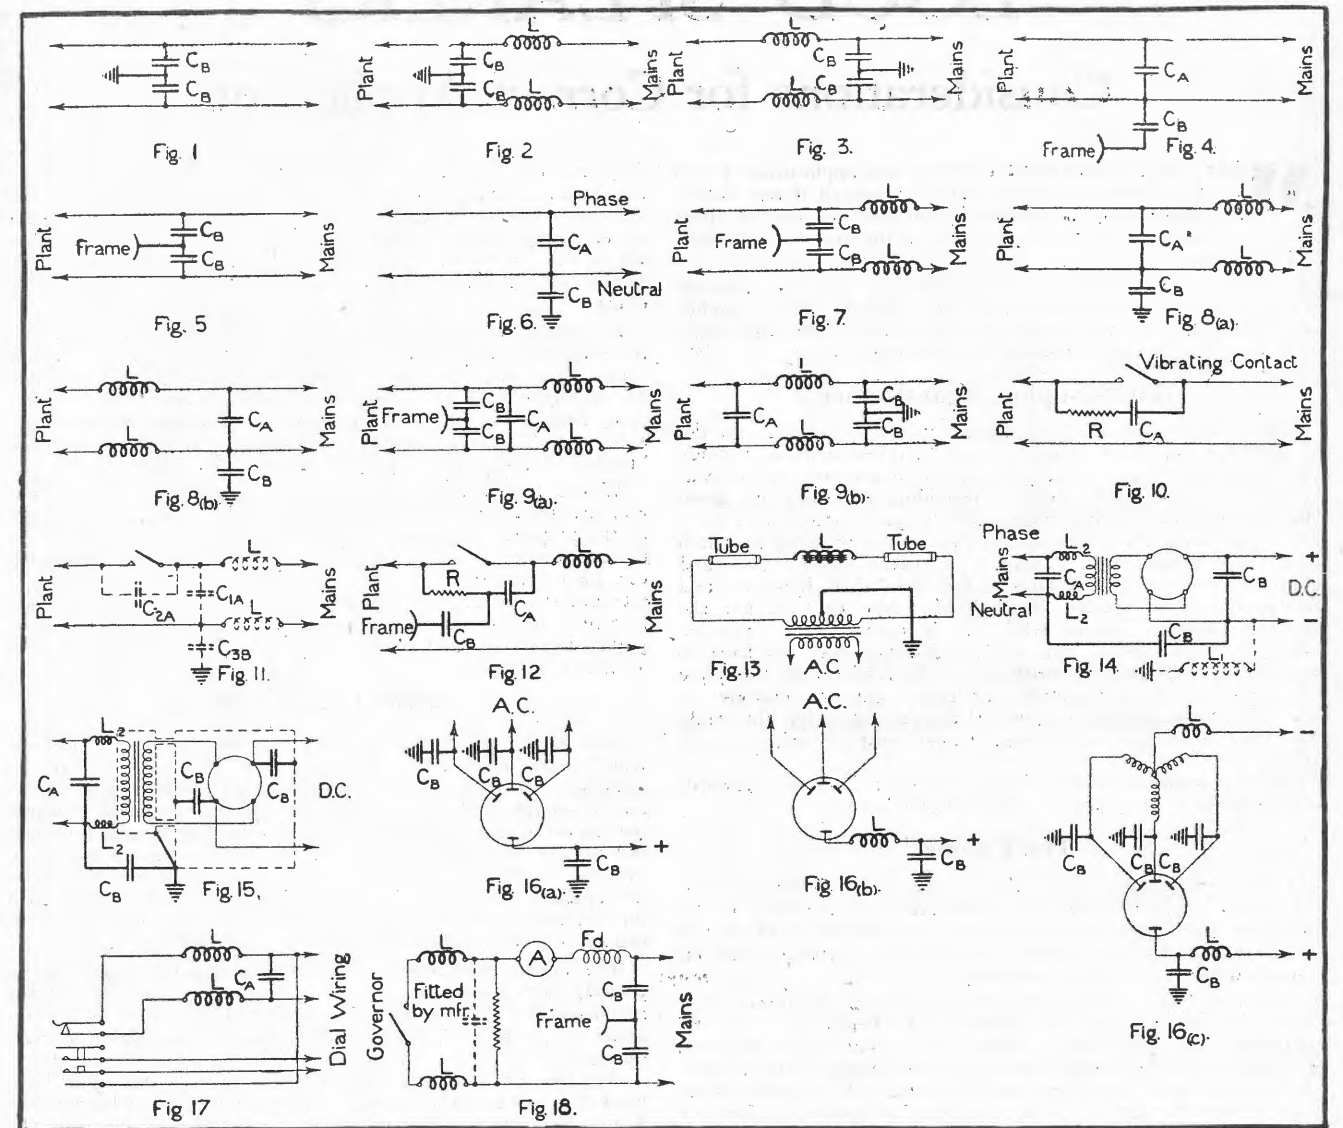 L
C_B
C_B
Fig. 1
Plant
L
C_B
C_B
L
Mains
Fig. 2
Plant
L
C_B
C_B
L
Mains
Fig. 3.
Plant
C_A
C_B
Frame
Mains
Fig. 4.
Plant
Frame
C_B
C_B
Mains
Fig. 5
Phase
C_A
Neutral
C_B
Fig. 6.
Plant
Frame
C_B
C_B
L
L
Mains
Fig. 7.
Plant
L
C_A
L
C_B
Mains
Fig. 8(a).
Plant
L
L
C_A
C_B
Mains
Fig. 8(b).
Plant
Frame
C_B
C_B
C_A
L
L
Mains
Fig. 9(a).
Plant
C_A
L
L
C_B
C_B
Mains
Fig. 9(b).
Vibrating Contact
Plant
R
C_A
Mains
Fig. 10.
Plant
L
C_2A
C_1A
L
C_3B
Mains
Fig. 11.
Plant
L
R
C_A
Frame
C_B
Mains
Fig. 12
Tube
L
Tube
A.C.
Fig. 13.
Phase
Mains
Neutral
L2
C_A
L2
C_B
C_B
+
D.C.
−
L1
Fig. 14.
L2
C_A
C_B
C_B
L2
C_B
D.C.
Fig. 15.
A.C.
C_B
C_B
C_B
+
C_B
Fig. 16(a).
A.C.
L
+
C_B
Fig. 16(b).
L
−
C_B
C_B
C_B
L
+
C_B
Fig. 16(c).
L
L
C_A
Dial Wiring
Fig 17
Governor
L
Fitted
by mfr.
L
A
Fd.
C_B
Frame
C_B
Mains
Fig. 18.